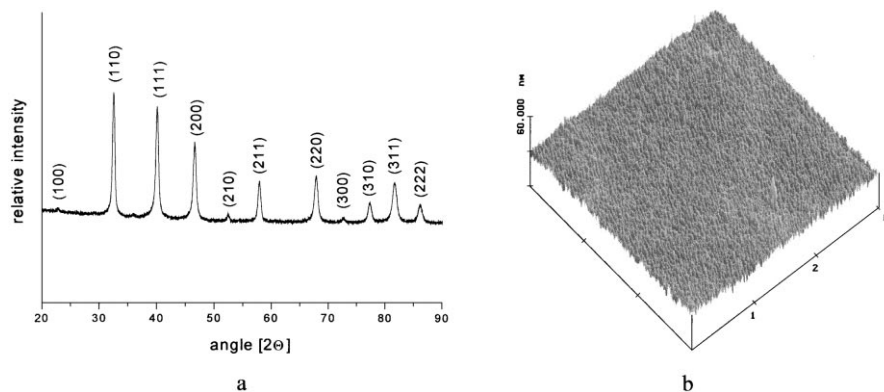 relative intensity
(100)
(110)
(111)
(200)
(210)
(211)
(220)
(300)
(310)
(311)
(222)
20 30 40 50 60 70 80 90
angle [2Θ]
a
60.000 nm
1
2
b